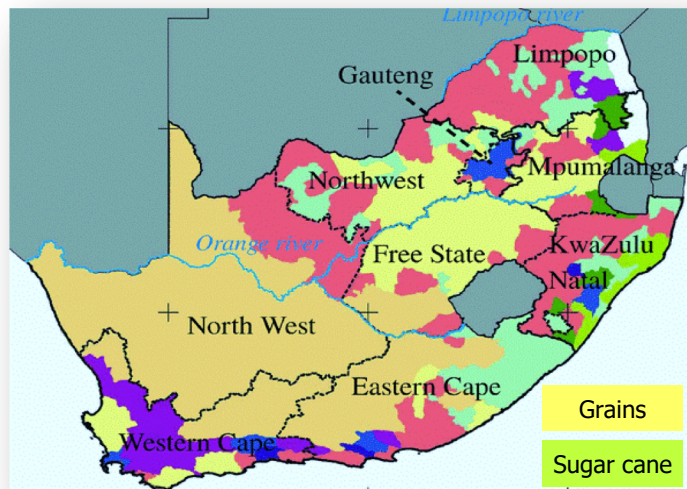 Limpopo river
Limpopo
Gauteng
Mpumalanga
Northwest
Orange river
Free State
KwaZulu
Natal
North West
Eastern Cape
Western Cape
Grains
Sugar cane